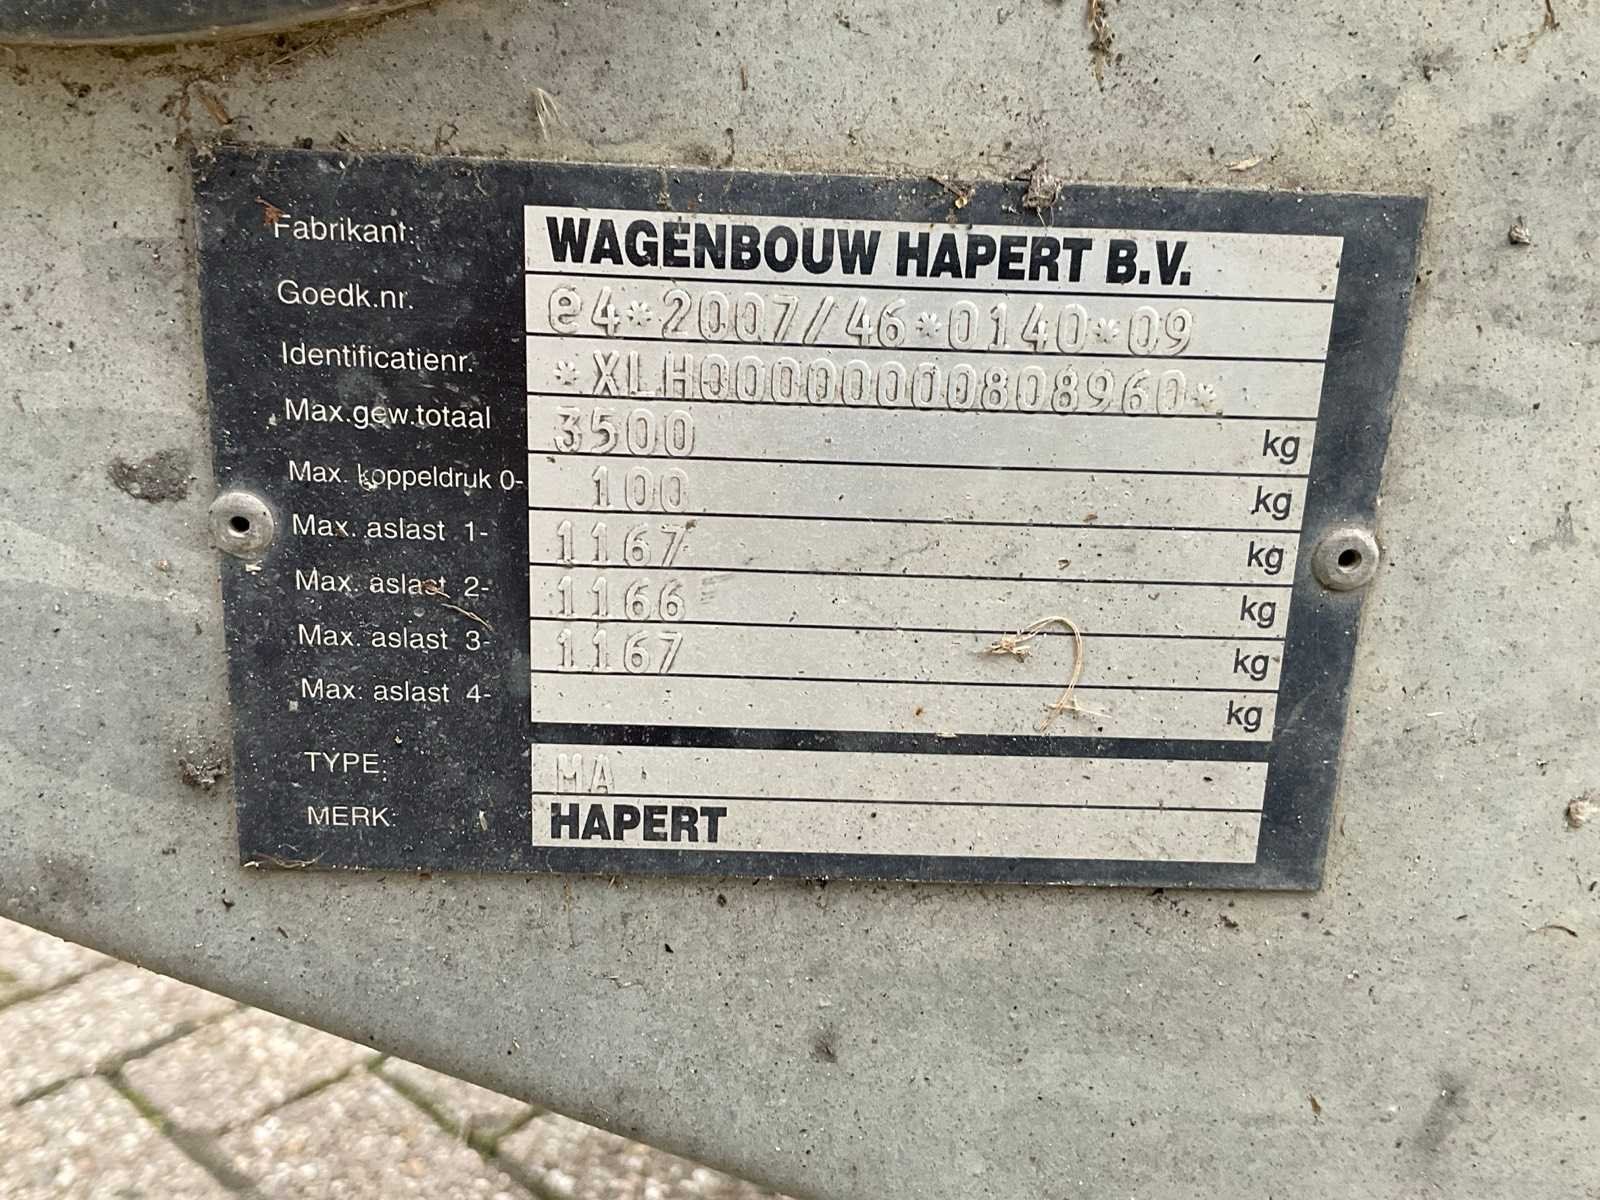 Fabrikant: WAGENBOUW HAPERT B.V.
Goedk.nr. e4*2007/46*0140*09
Identificatienr. *XLH00000000808960*
Max.gew.totaal 3500 kg
Max. koppeldruk 0- 100 kg
Max. aslast 1- 1167 kg
Max. aslast 2- 1166 kg
Max. aslast 3- 1167 kg
Max. aslast 4- kg
TYPE: MA
MERK: HAPERT